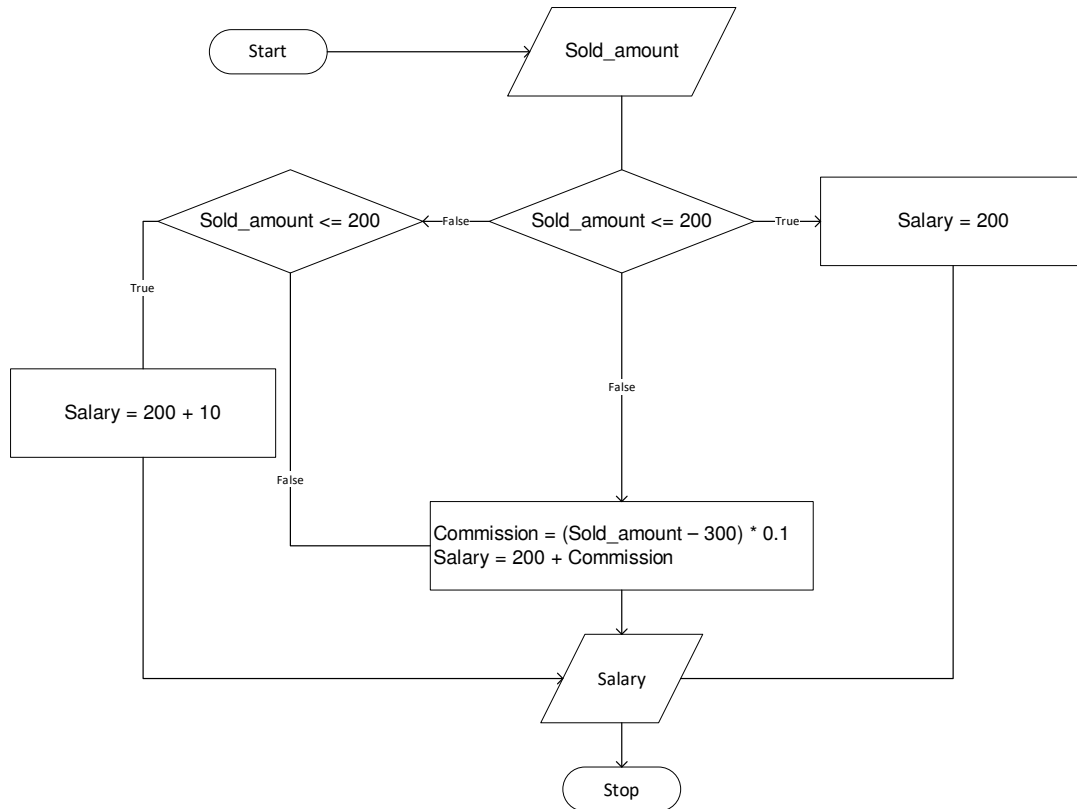 Start
Sold_amount
Sold_amount <= 200
False
Sold_amount <= 200
True
Salary = 200
True
False
Salary = 200 + 10
False
Commission = (Sold_amount – 300) * 0.1
Salary = 200 + Commission
Salary
Stop